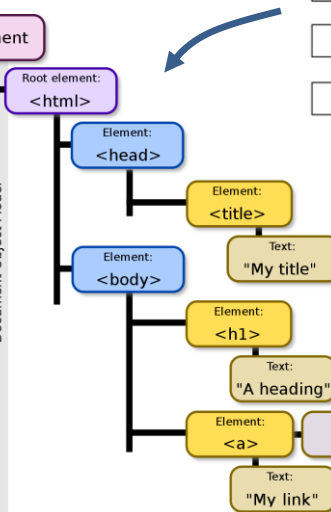 ent
Root element:
<html>
Element:
<head>
Element:
<title>
Text:
"My title"
Element:
<body>
Element:
<h1>
Text:
"A heading"
Element:
<a>
Text:
"My link"